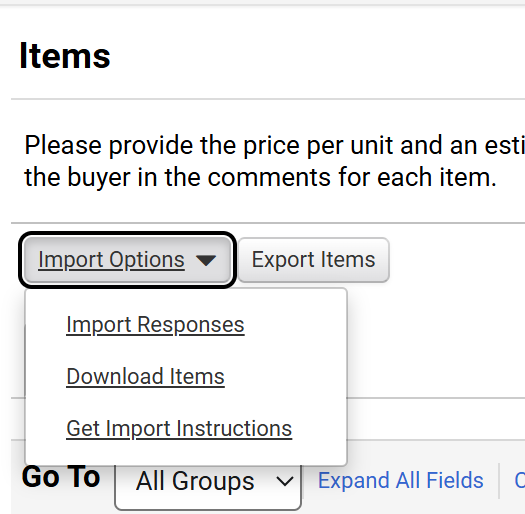 Items
Please provide the price per unit and an esti
the buyer in the comments for each item.
Import Options Export Items
Import Responses
Download Items
Get Import Instructions
Go To All Groups Expand All Fields